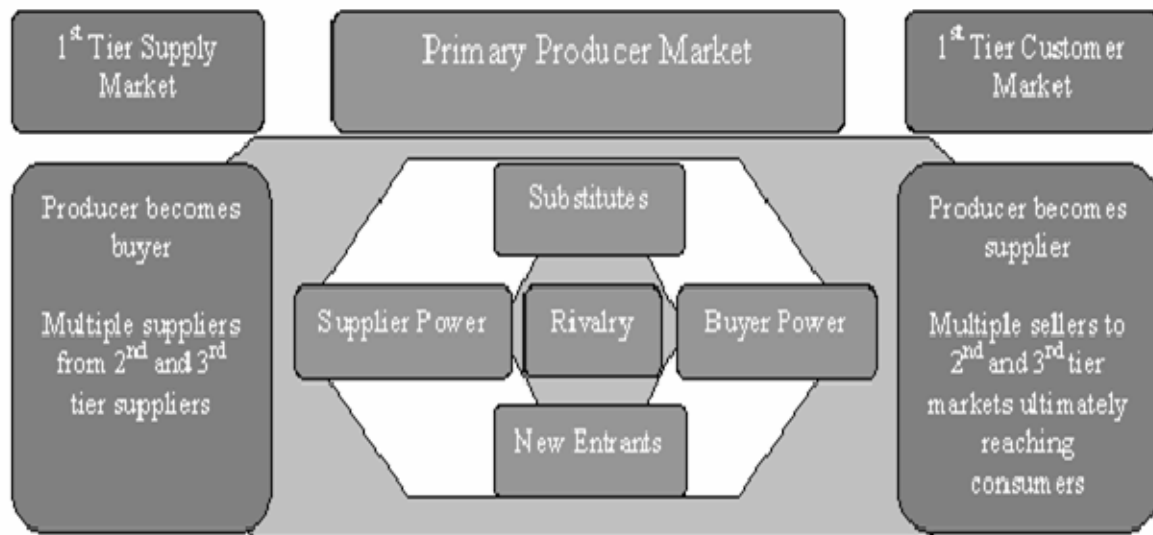 1st Tier Supply
Market
Primary Producer Market
1st Tier Customer
Market
Producer becomes
buyer
Multiple suppliers
from 2nd and 3rd
tier suppliers
Substitutes
Supplier Power
Rivalry
Buyer Power
New Entrants
Producer becomes
supplier
Multiple sellers to
2nd and 3rd tier
markets ultimately
reaching
consumers